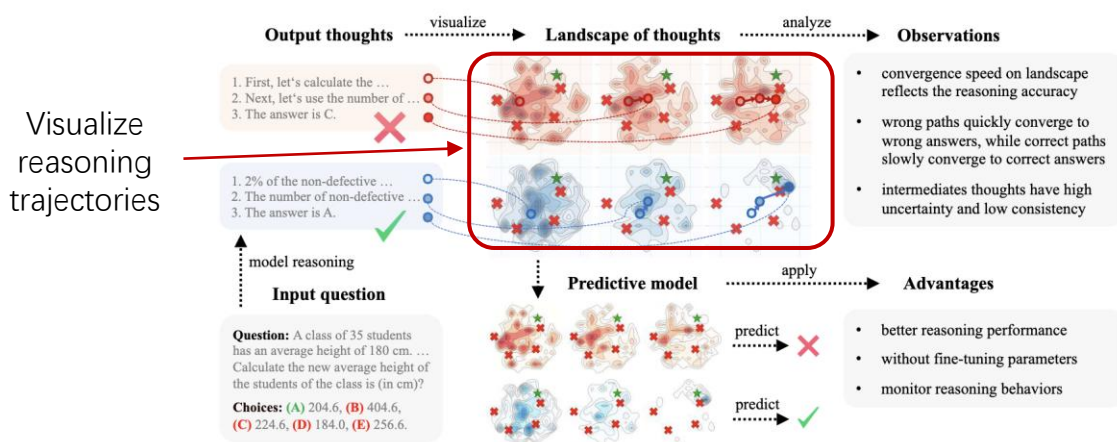 Visualize
reasoning
trajectories
Output thoughts
visualize
Landscape of thoughts
analyze
Observations
1. First, let's calculate the …
2. Next, let's use the number of …
3. The answer is C.
1. 2% of the non-defective …
2. The number of non-defective …
3. The answer is A.
• convergence speed on landscape
reflects the reasoning accuracy
• wrong paths quickly converge to
wrong answers, while correct paths
slowly converge to correct answers
• intermediates thoughts have high
uncertainty and low consistency
model reasoning
Input question
Question: A class of 35 students
has an average height of 180 cm. …
Calculate the new average height of
the students of the class is (in cm)?
Choices: (A) 204.6, (B) 404.6,
(C) 224.6, (D) 184.0, (E) 256.6.
Predictive model
apply
Advantages
predict
predict
• better reasoning performance
• without fine-tuning parameters
• monitor reasoning behaviors